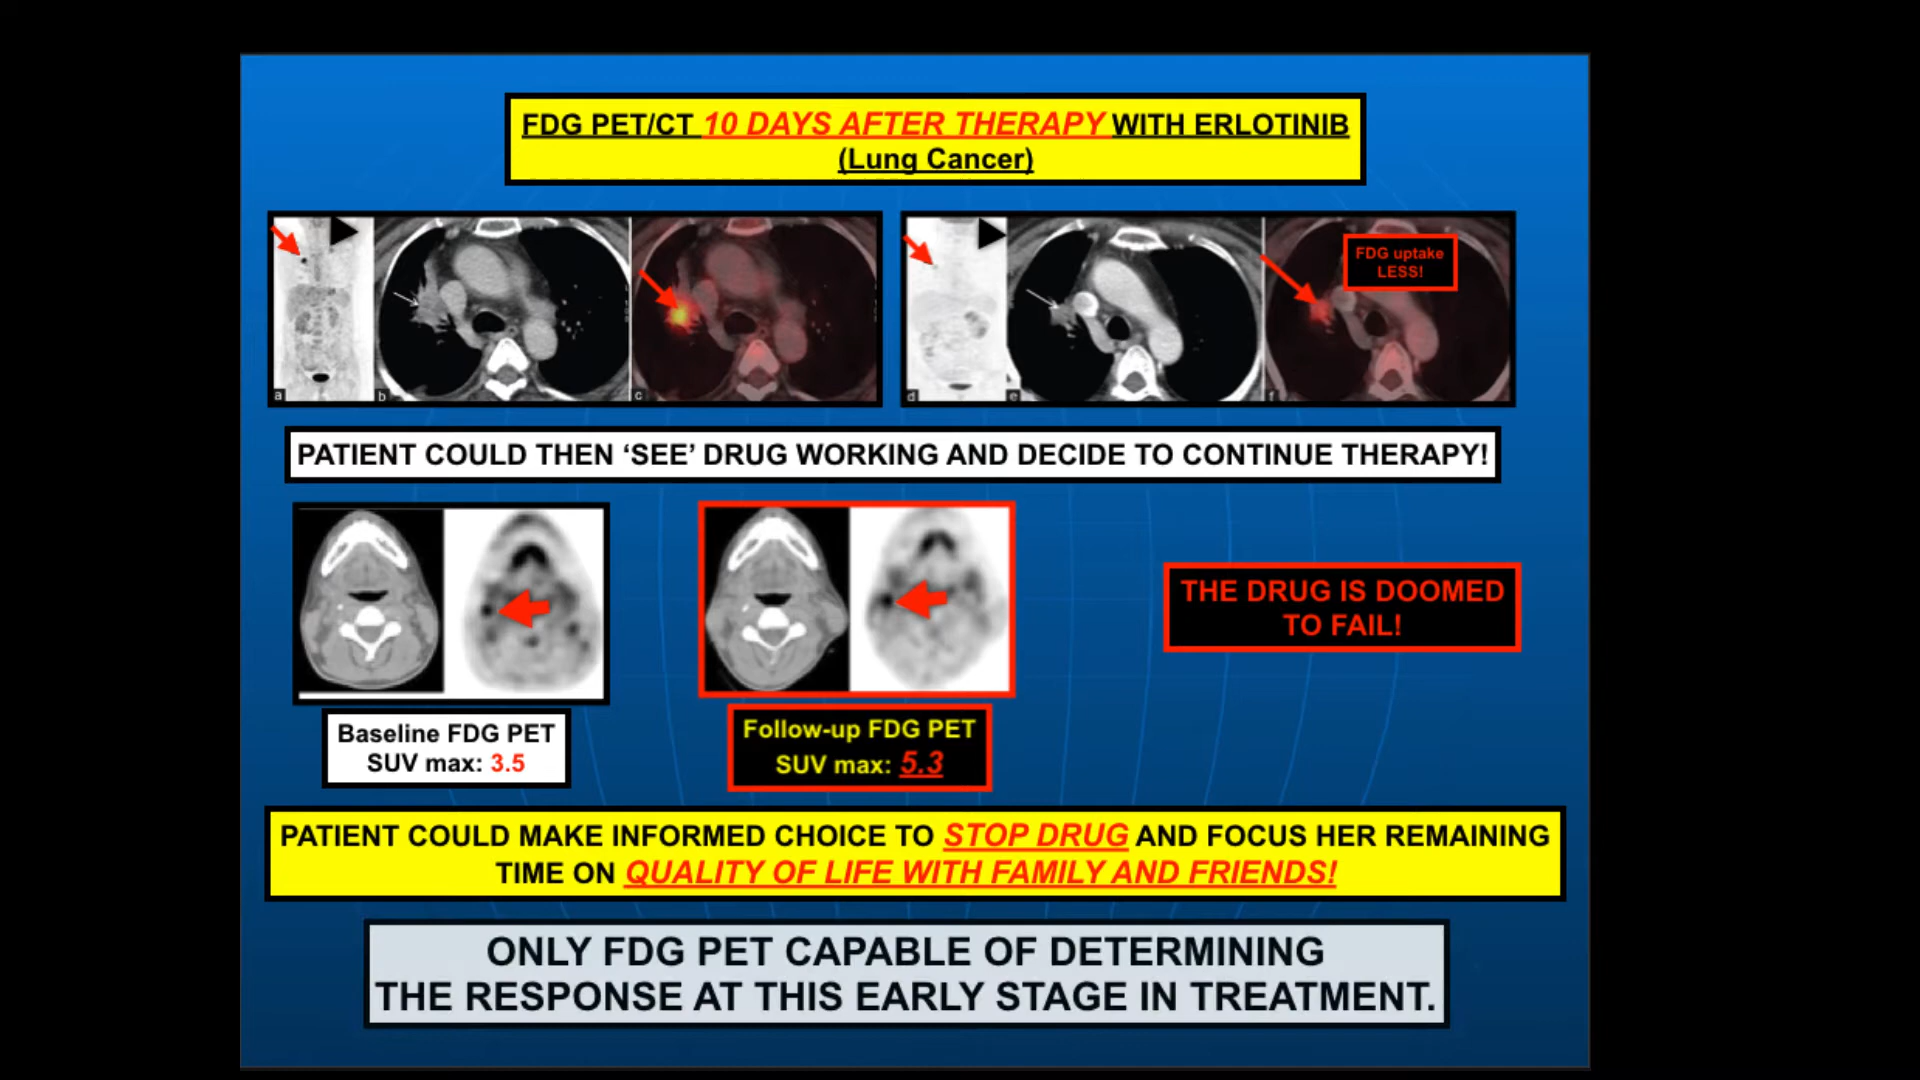 FDG PET/CT 10 DAYS AFTER THERAPY WITH ERLOTINIB
(Lung Cancer)
FDG uptake
LESS!
a
b
c
d
e
f
PATIENT COULD THEN ‘SEE’ DRUG WORKING AND DECIDE TO CONTINUE THERAPY!
THE DRUG IS DOOMED
TO FAIL!
Baseline FDG PET
SUV max: 3.5
Follow-up FDG PET
SUV max: 5.3
PATIENT COULD MAKE INFORMED CHOICE TO STOP DRUG AND FOCUS HER REMAINING
TIME ON QUALITY OF LIFE WITH FAMILY AND FRIENDS!
ONLY FDG PET CAPABLE OF DETERMINING
THE RESPONSE AT THIS EARLY STAGE IN TREATMENT.